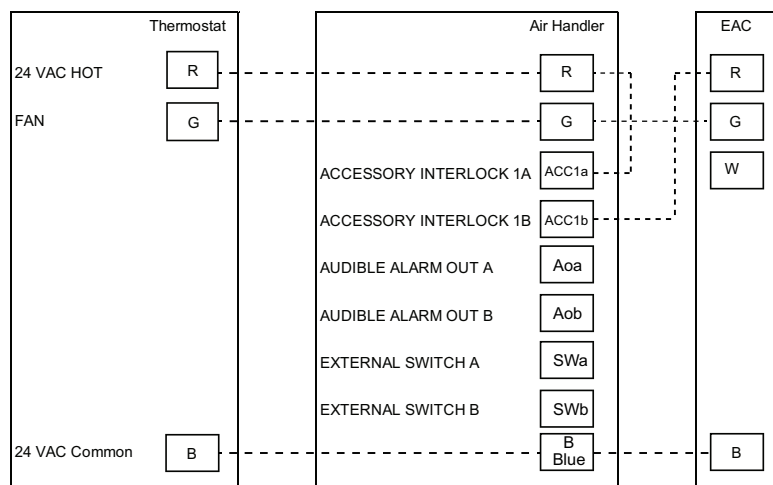 Thermostat Air Handler EAC
24 VAC HOT R R R
FAN G G G
ACCESSORY INTERLOCK 1A ACC1a W
ACCESSORY INTERLOCK 1B ACC1b
AUDIBLE ALARM OUT A Aoa
AUDIBLE ALARM OUT B Aob
EXTERNAL SWITCH A SWa
EXTERNAL SWITCH B SWb
24 VAC Common B B B
Blue